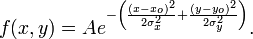 f(x, y) = Ae^{-\left(\frac{(x-x_o)^2}{2\sigma_x^2}+\frac{(y-y_o)^2}{2\sigma_y^2}\right)}.